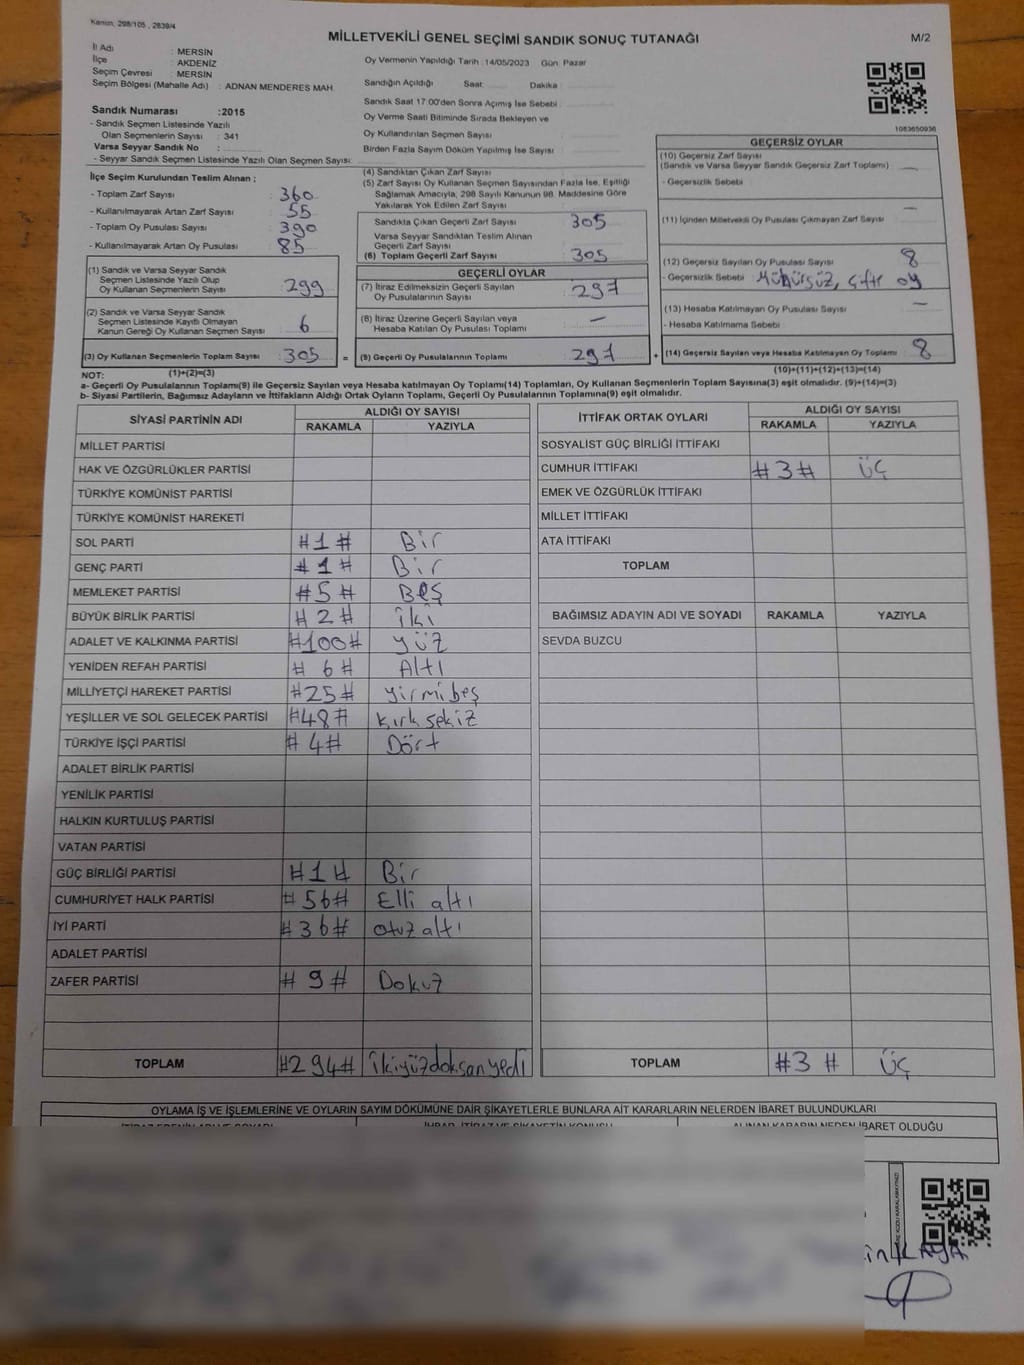 Kanun: 298/105 , 2839/4
MİLLETVEKİLİ GENEL SEÇİMİ SANDIK SONUÇ TUTANAĞI
M/2
İl Adı : MERSİN
İlçe : AKDENİZ
Seçim Çevresi : MERSİN
Seçim Bölgesi (Mahalle Adı) : ADNAN MENDERES MAH.
Sandık Numarası :2015
- Sandık Seçmen Listesinde Yazılı
Olan Seçmenlerin Sayısı : 341
Varsa Seyyar Sandık No :
- Seyyar Sandık Seçmen Listesinde Yazılı Olan Seçmen Sayısı:
Oy Vermenin Yapıldığı Tarih :14/05/2023 Gün Pazar
Sandığın Açıldığı Saat: Dakika :
Sandık Saat 17:00'den Sonra Açımış İse Sebebi :
Oy Verme Saati Bitiminde Sırada Bekleyen ve
Oy Kullandırılan Seçmen Sayısı :
Birden Fazla Sayım Döküm Yapılmış İse Sayısı :
1083650936
İlçe Seçim Kurulundan Teslim Alınan :
- Toplam Zarf Sayısı : 360
- Kullanılmayarak Artan Zarf Sayısı : 55
- Toplam Oy Pusulası : 390
- Kullanılmayarak Artan Oy Pusulası : 85
(1) Sandık ve Varsa Seyyar Sandık
Seçmen Listesinde Yazılı Olup
Oy Kullanan Seçmenlerin Sayısı : 299
(2) Sandık ve Varsa Seyyar Sandık
Seçmen Listesinde Kayıtlı Olmayan
Kanun Gereği Oy Kullanan Seçmen Sayısı : 6
(3) Oy Kullanan Seçmenlerin Toplam Sayısı : 305 =
(4) Sandıktan Çıkan Zarf Sayısı :
(5) Zarf Sayısı Oy Kullanan Seçmen Sayısından Fazla İse, Eşitliği
Sağlamak Amacıyla, 298 Sayılı Kanunun 98. Maddesine Göre
Yakılarak Yok Edilen Zarf Sayısı :
Sandıkta Çıkan Geçerli Zarf Sayısı : 305
Varsa Seyyar Sandıktan Teslim Alınan
Geçerli Zarf Sayısı :
(6) Toplam Geçerli Zarf Sayısı : 305
GEÇERLİ OYLAR
(7) İtiraz Edilmeksizin Geçerli Sayılan
Oy Pusulalarının Sayısı : 297
(8) İtiraz Üzerine Geçerli Sayılan veya
Hesaba Katılan Oy Pusulası Toplamı : —
(9) Geçerli Oy Pusulalarının Toplamı : 297 +
GEÇERSİZ OYLAR
(10) Geçersiz Zarf Sayısı
(Sandık ve Varsa Seyyar Sandık Geçersiz Zarf Toplamı) : —
- Geçersizlik Sebebi :
(11) İçinden Milletvekili Oy Pusulası Çıkmayan Zarf Sayısı : —
(12) Geçersiz Sayılan Oy Pusulası Sayısı : 8
- Geçersizlik Sebebi : Mühürsüz, Çift oy
(13) Hesaba Katılmayan Oy Pusulası Sayısı : —
- Hesaba Katılmama Sebebi :
(14) Geçersiz Sayılan veya Hesaba Katılmayan Oy Toplamı : 8
NOT: (1)+(2)=(3) (10)+(11)+(12)+(13)=(14)
a- Geçerli Oy Pusulalarının Toplamı(9) ile Geçersiz Sayılan veya Hesaba katılmayan Oy Toplamı(14) Toplamları, Oy Kullanan Seçmenlerin Toplam Sayısına(3) eşit olmalıdır. (9)+(14)=(3)
b- Siyasi Partilerin, Bağımsız Adayların ve İttifakların Aldığı Ortak Oyların Toplamı, Geçerli Oy Pusulalarının Toplamına(9) eşit olmalıdır.
SİYASİ PARTİNİN ADI ALDIĞI OY SAYISI
RAKAMLA YAZIYLA
MİLLET PARTİSİ
HAK VE ÖZGÜRLÜKLER PARTİSİ
TÜRKİYE KOMÜNİST PARTİSİ
TÜRKİYE KOMÜNİST HAREKETİ
SOL PARTİ #1# Bir
GENÇ PARTİ #1# Bir
MEMLEKET PARTİSİ #5# Beş
BÜYÜK BİRLİK PARTİSİ #2# iki
ADALET VE KALKINMA PARTİSİ #100# yüz
YENİDEN REFAH PARTİSİ #6# Altı
MİLLİYETÇİ HAREKET PARTİSİ #25# yirmibeş
YEŞİLLER VE SOL GELECEK PARTİSİ #48# kırksekiz
TÜRKİYE İŞÇİ PARTİSİ #4# Dört
ADALET BİRLİK PARTİSİ
YENİLİK PARTİSİ
HALKIN KURTULUŞ PARTİSİ
VATAN PARTİSİ
GÜÇ BİRLİĞİ PARTİSİ #1# Bir
CUMHURİYET HALK PARTİSİ #56# Elli altı
İYİ PARTİ #36# otuz altı
ADALET PARTİSİ
ZAFER PARTİSİ #9# Dokuz
TOPLAM #294# ikiyüzdoksanyedi
İTTİFAK ORTAK OYLARI ALDIĞI OY SAYISI
RAKAMLA YAZIYLA
SOSYALİST GÜÇ BİRLİĞİ İTTİFAKI
CUMHUR İTTİFAKI #3# üç
EMEK VE ÖZGÜRLÜK İTTİFAKI
MİLLET İTTİFAKI
ATA İTTİFAKI
TOPLAM
BAĞIMSIZ ADAYIN ADI VE SOYADI RAKAMLA YAZIYLA
SEVDA BUZCU
TOPLAM #3# üç
OYLAMA İŞ VE İŞLEMLERİNE VE OYLARIN SAYIM DÖKÜMÜNE DAİR ŞİKAYETLERLE BUNLARA AİT KARARLARIN NELERDEN İBARET BULUNDUKLARI
İTİRAZ EDENİN ADI VE SOYADI İHBAR, İTİRAZ VE ŞİKAYETİN KONUSU ALINAN KARARIN NEDEN İBARET OLDUĞU
in KAYA